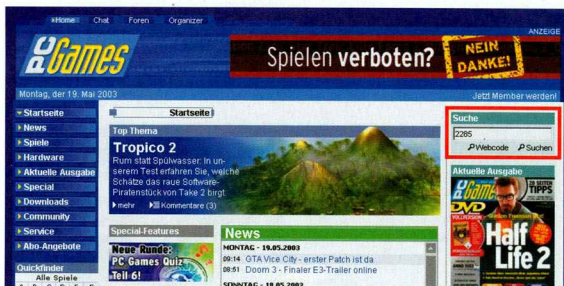 Home Chat Foren Organizer
ANZEIGE
PC Games
Spielen verboten?
NEIN DANKE!
Montag, der 19. Mai 2003
Jetzt Member werden!
Startseite
News
Spiele
Hardware
Aktuelle Ausgabe
Special
Downloads
Community
Service
Abo-Angebote
Quickfinder
Alle Spiele
Startseite
Top Thema
Tropico 2
Rum statt Spülwasser: In un-
serem Test erfahren Sie, welche
Schätze das raue Software-
Piratenstück von Take 2 birgt.
mehr Kommentare (3)
Special-Features
Neue Runde:
PC Games Quiz
Teil 6!
News
MONTAG - 19.05.2003
09:14 GTA Vice City - erster Patch ist da
08:51 Doom 3 - Finaler E3-Trailer online
SONNTAG - 18.05.2003
Suche
2285
Webcode Suchen
Aktuelle Ausgabe
PC Games
DVD
VOLLVERSION
SEITEN
TIPPS
Half
Life 2